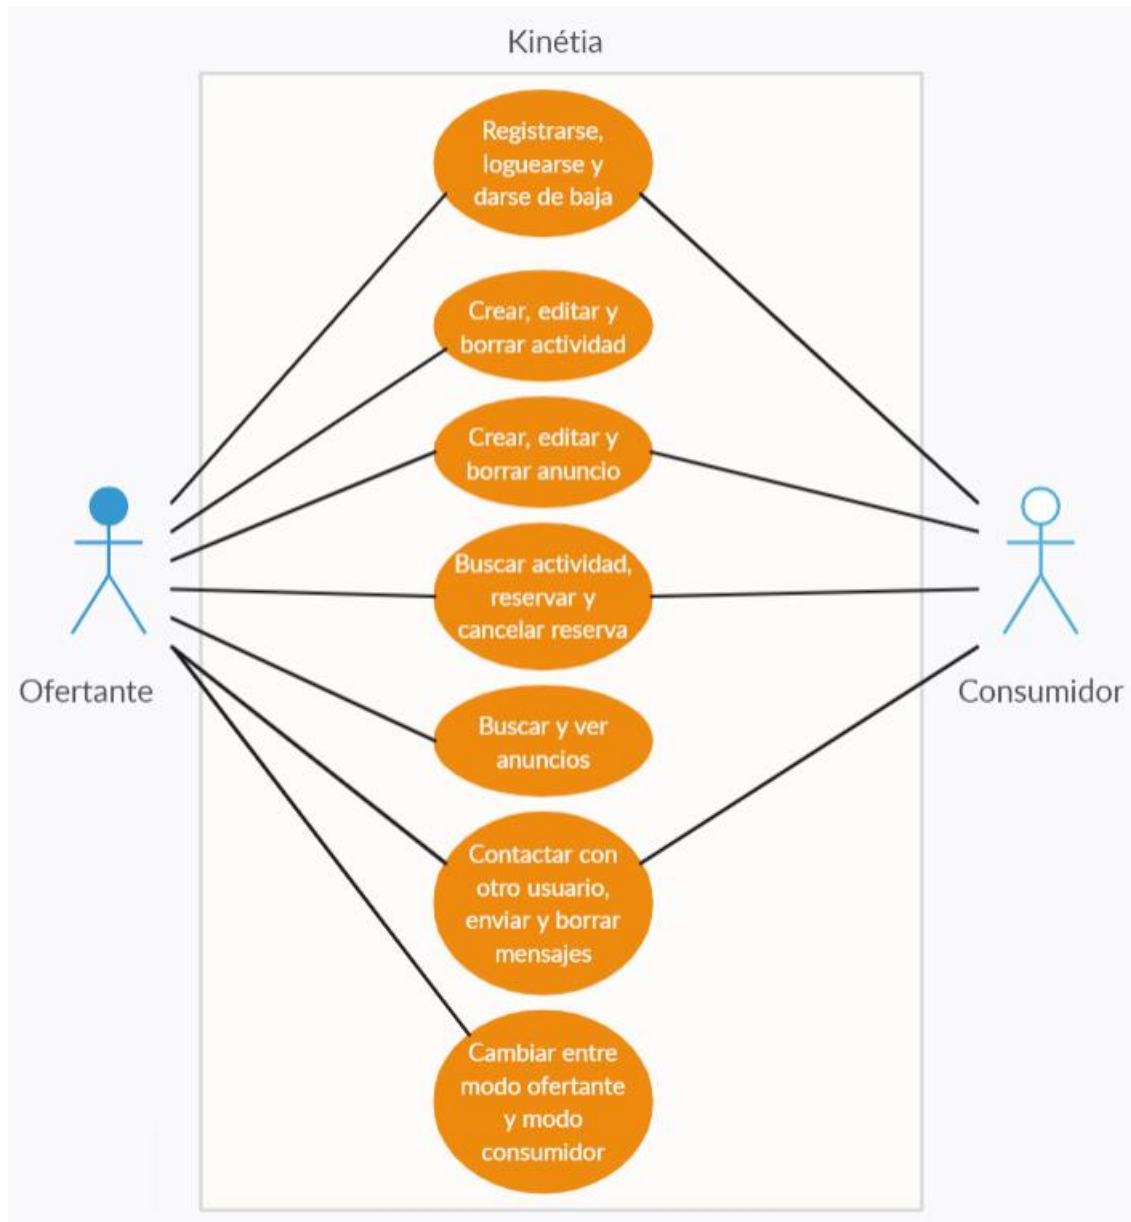 Kinétia
Registrarse,
loguearse y
darse de baja
Crear, editar y
borrar actividad
Crear, editar y
borrar anuncio
Buscar actividad,
reservar y
cancelar reserva
Ofertante
Consumidor
Buscar y ver
anuncios
Contactar con
otro usuario,
enviar y borrar
mensajes
Cambiar entre
modo ofertante
y modo
consumidor